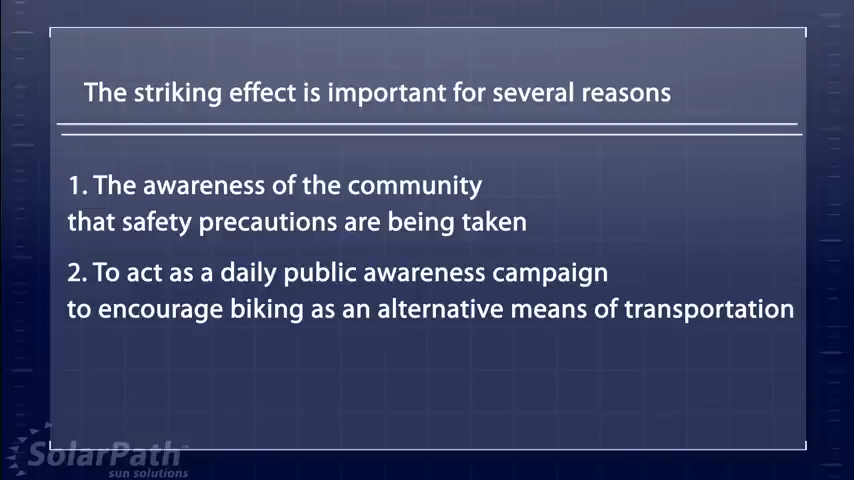 The striking effect is important for several reasons
1. The awareness of the community
that safety precautions are being taken
2. To act as a daily public awareness campaign
to encourage biking as an alternative means of transportation
SolarPath™
sun solutions